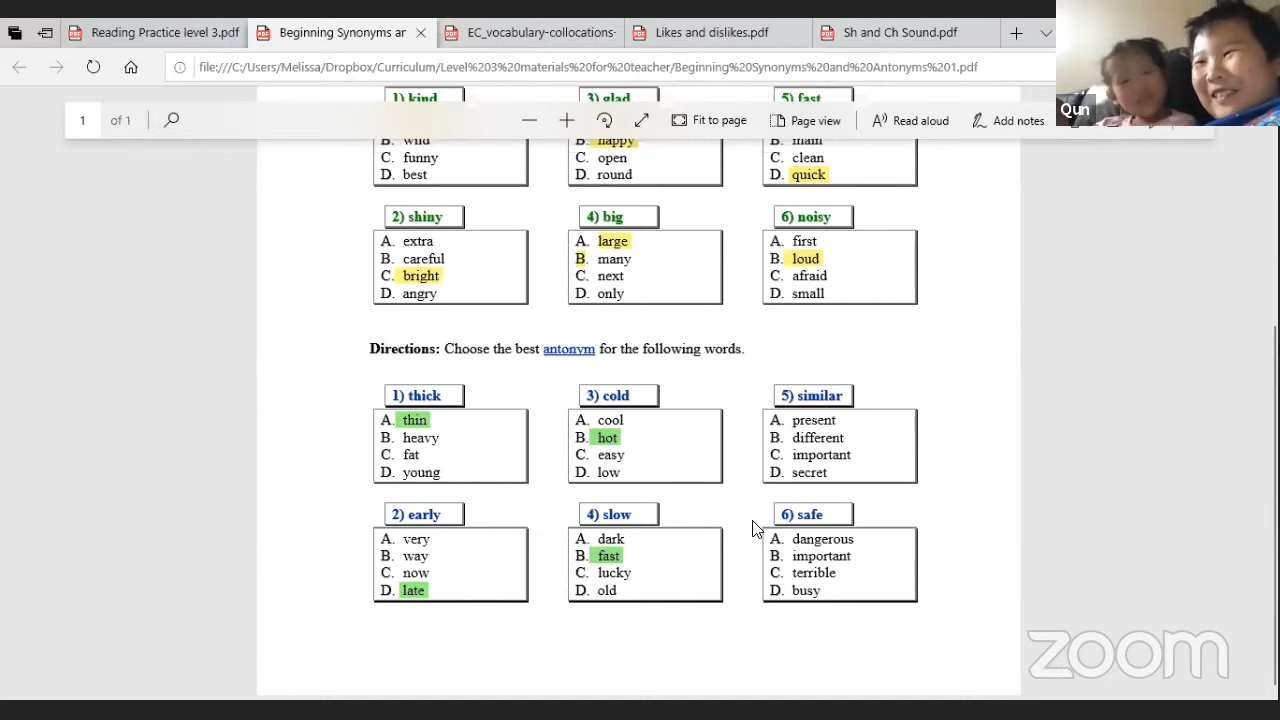 Reading Practice level 3.pdf
Beginning Synonyms ar
EC_vocabulary-collocations-
Likes and dislikes.pdf
Sh and Ch Sound.pdf
file:///C:/Users/Melissa/Dropbox/Curriculum/Level%203%20materials%20for%20teacher/Beginning%20Synonyms%20and%20Antonyms%201.pdf
Qun
1 of 1
Fit to page
Page view
Read aloud
Add notes
1) kind
B. wild
C. funny
D. best
3) glad
B. happy
C. open
D. round
5) fast
B. main
C. clean
D. quick
2) shiny
A. extra
B. careful
C. bright
D. angry
4) big
A. large
B. many
C. next
D. only
6) noisy
A. first
B. loud
C. afraid
D. small
Directions: Choose the best antonym for the following words.
1) thick
A. thin
B. heavy
C. fat
D. young
3) cold
A. cool
B. hot
C. easy
D. low
5) similar
A. present
B. different
C. important
D. secret
2) early
A. very
B. way
C. now
D. late
4) slow
A. dark
B. fast
C. lucky
D. old
6) safe
A. dangerous
B. important
C. terrible
D. busy
zoom